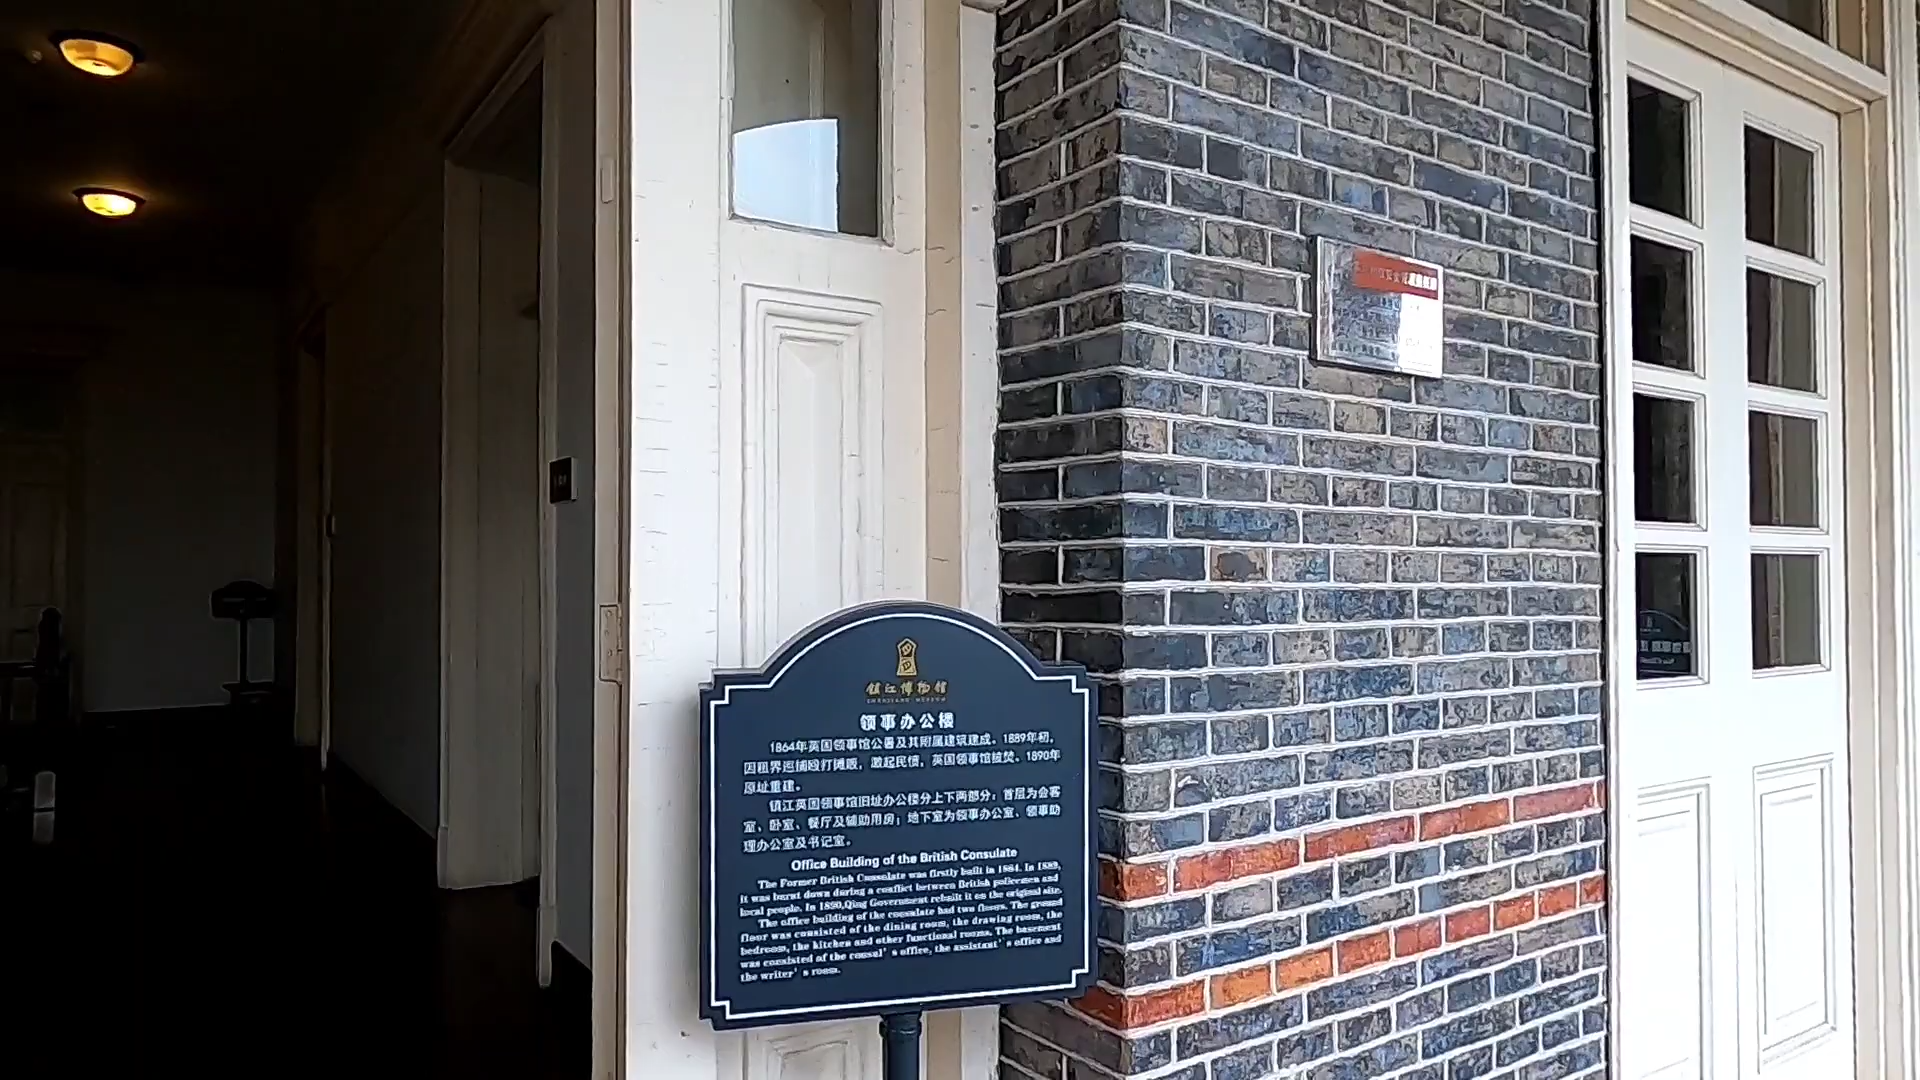 镇江博物馆
ZHENJIANG MUSEUM
领事办公楼
1864年英国领事馆公署及其附属建筑建成。1889年初，
因租界巡捕殴打摊贩，激起民愤，英国领事馆被焚。1890年
原址重建。
镇江英国领事馆旧址办公楼分上下两部分：首层为会客
室、卧室、餐厅及辅助用房；地下室为领事办公室、领事助
理办公室及书记室。
Office Building of the British Consulate
The Former British Consulate was firstly built in 1864. In 1889,
it was burnt down during a conflict between British policemen and
local people. In 1890,Qing Government rebuilt it on the original site.
The office building of the consulate had two floors. The ground
floor was consisted of the dining room, the drawing room, the
bedroom, the kitchen and other functional rooms. The basement
was consisted of the consul's office, the assistant's office and
the writer's room.